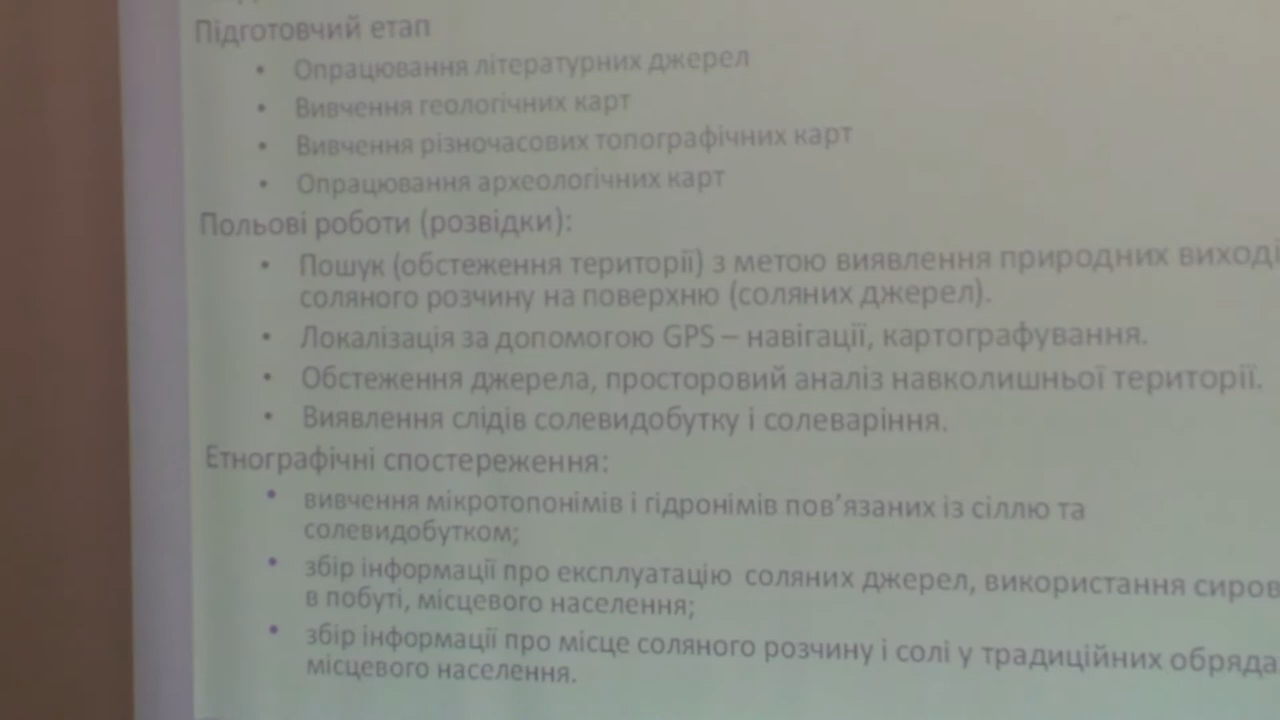 Підготовчий етап
• Опрацювання літературних джерел
• Вивчення геологічних карт
• Вивчення різночасових топографічних карт
• Опрацювання археологічних карт
Польові роботи (розвідки):
• Пошук (обстеження території) з метою виявлення природних виході
соляного розчину на поверхню (соляних джерел).
• Локалізація за допомогою GPS – навігації, картографування.
• Обстеження джерела, просторовий аналіз навколишньої території.
• Виявлення слідів солевидобутку і солеваріння.
Етнографічні спостереження:
• вивчення мікротопонімів і гідронімів пов’язаних із сіллю та
солевидобутком;
• збір інформації про експлуатацію соляних джерел, використання сиров
в побуті, місцевого населення;
• збір інформації про місце соляного розчину і солі у традиційних обряда
місцевого населення.